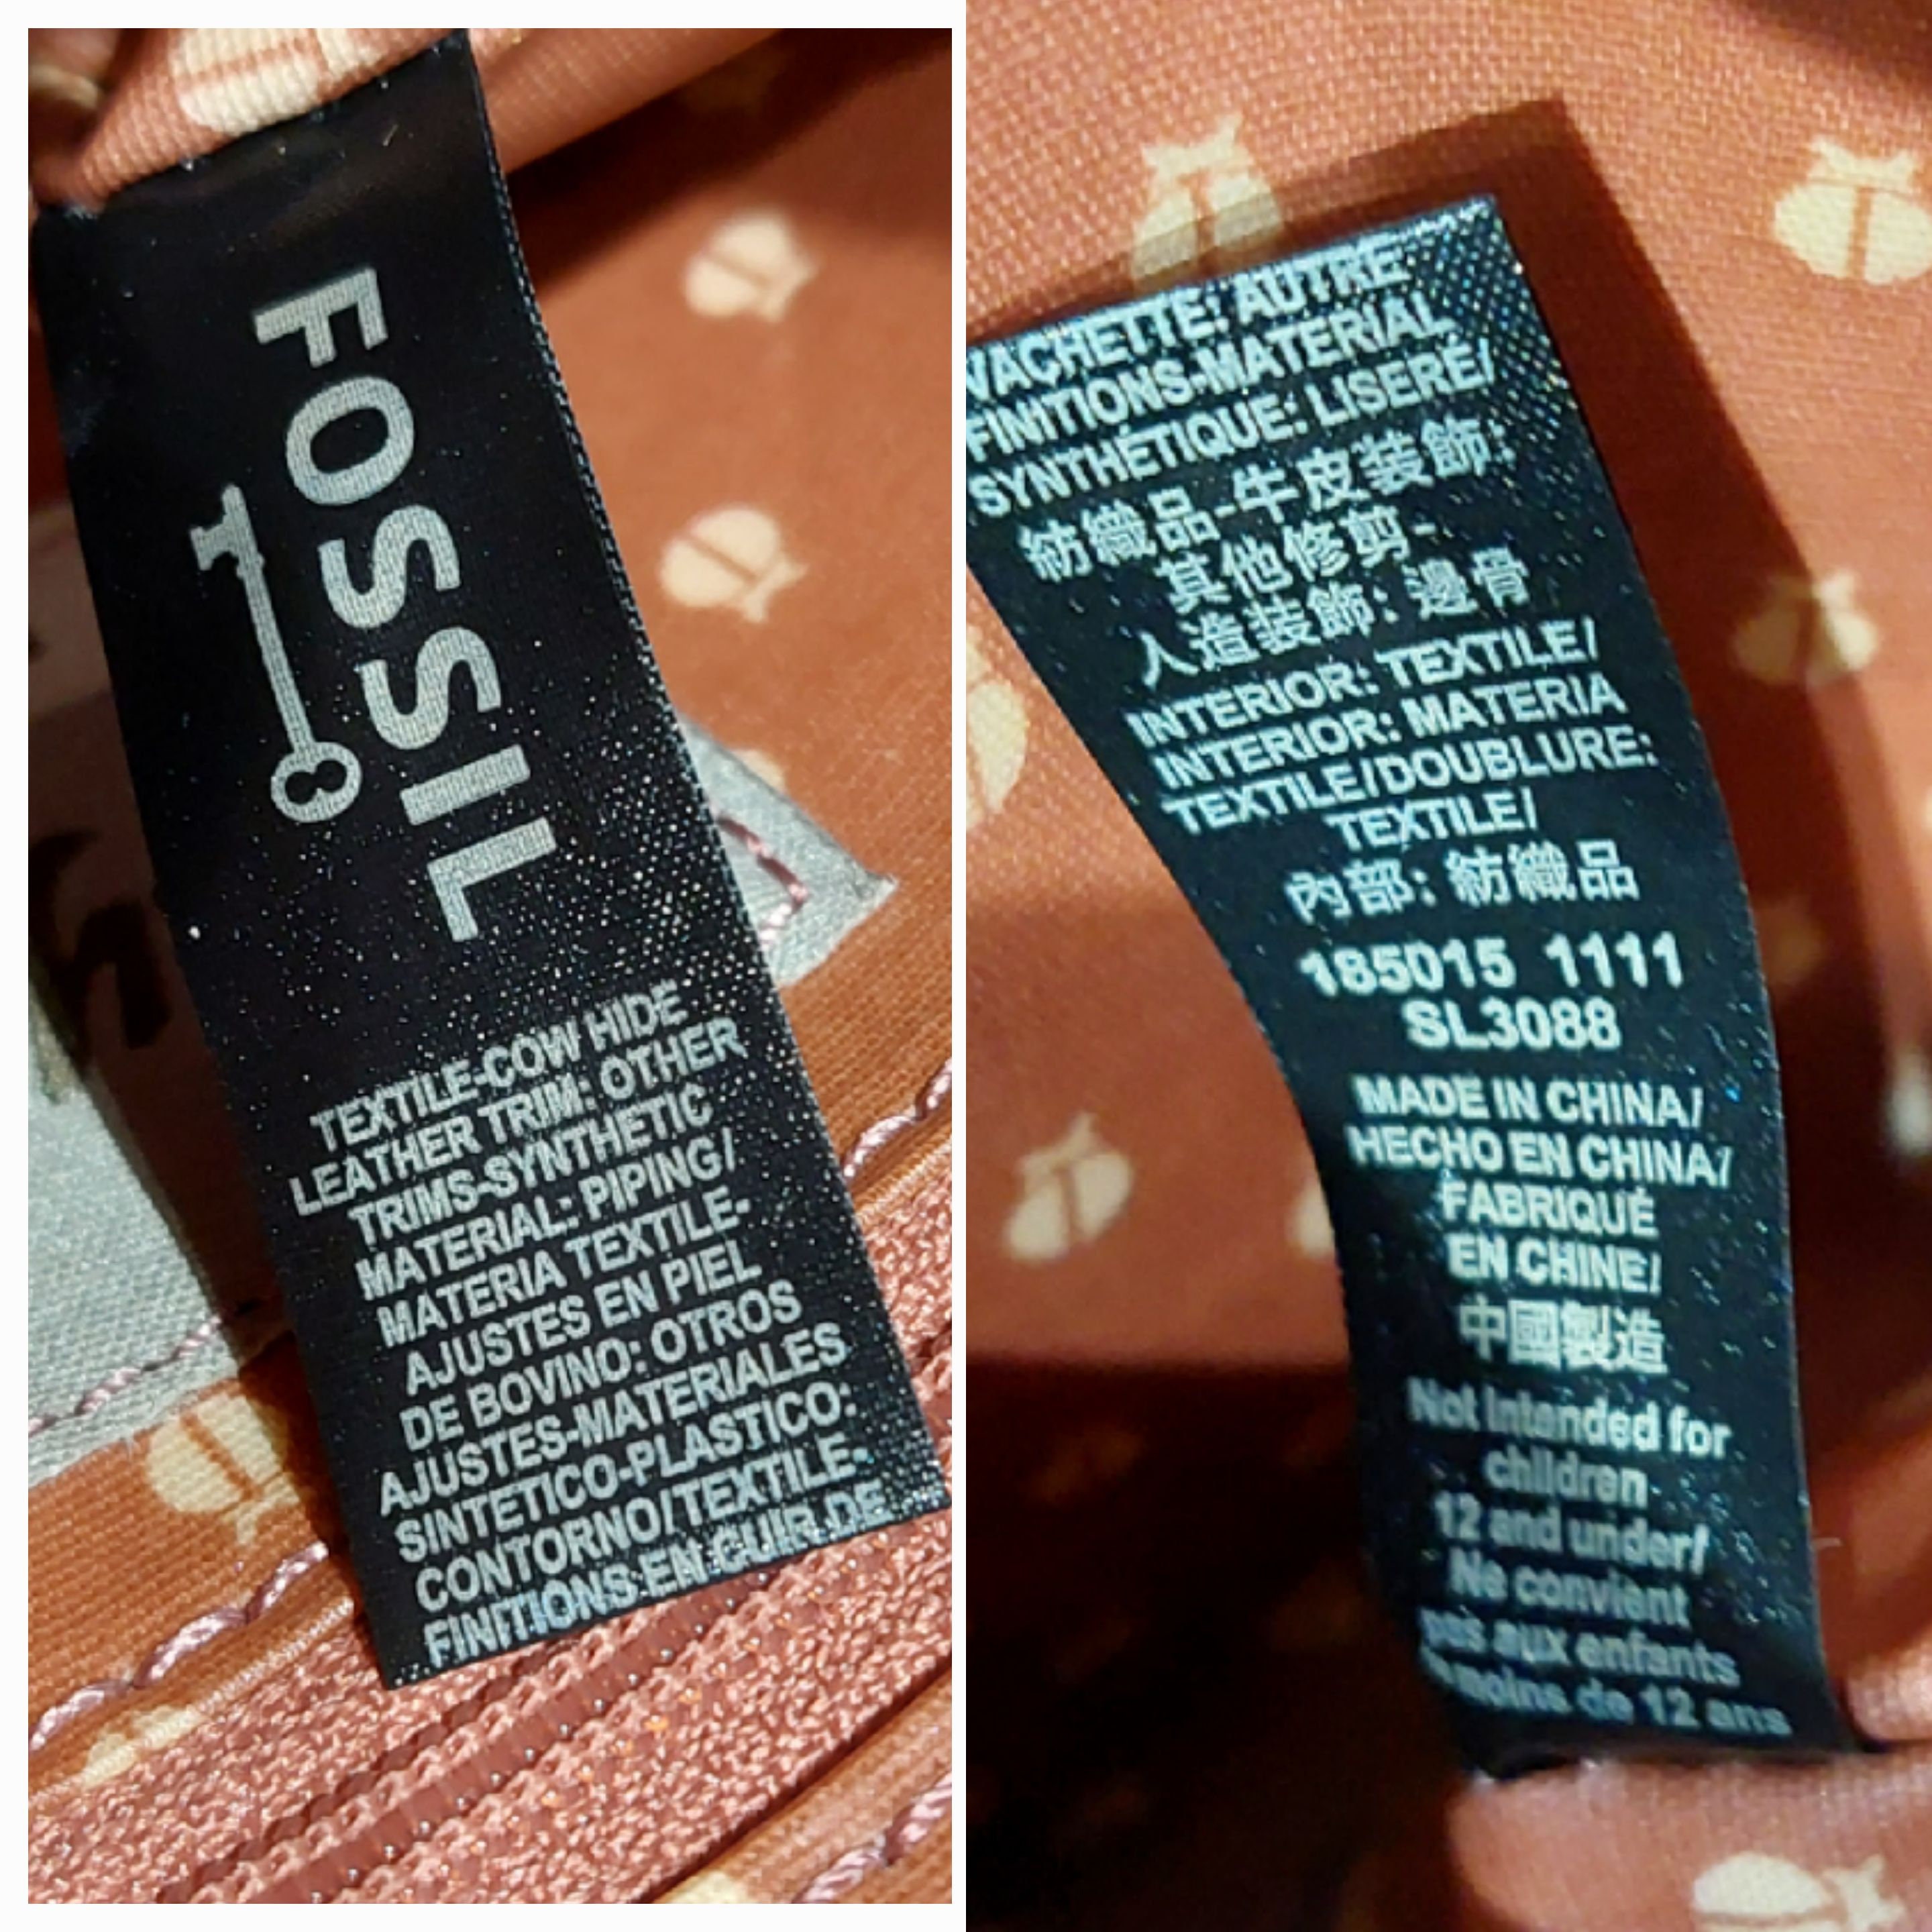 FOSSIL
TEXTILE-COW HIDE
LEATHER TRIM: OTHER
TRIMS-SYNTHETIC
MATERIAL: PIPING/
MATERIA TEXTILE-
AJUSTES EN PIEL
DE BOVINO: OTROS
AJUSTES-MATERIALES
SINTETICO-PLASTICO:
CONTORNO/TEXTILE-
FINITIONS EN CUIR DE
VACHETTE: AUTRE
FINITIONS-MATERIAL
SYNTHÉTIQUE: LISERÉ/
紡織品-牛皮装飾:
其他修剪-
人造装飾: 邊骨
INTERIOR: TEXTILE/
INTERIOR: MATERIA
TEXTILE/DOUBLURE:
TEXTILE/
內部: 紡織品
185015 1111
SL3088
MADE IN CHINA/
HECHO EN CHINA/
FABRIQUÉ
EN CHINE/
中國製造
Not intended for
children
12 and under/
Ne convient
pas aux enfants
moins de 12 ans